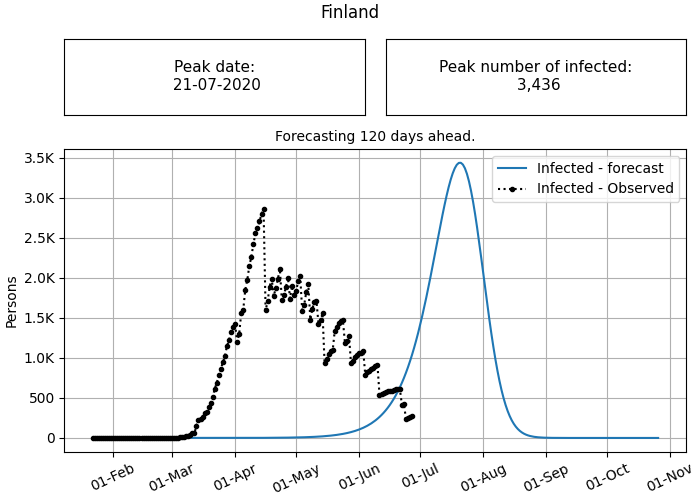 Finland
Peak date:
21-07-2020
Peak number of infected:
3,436
Forecasting 120 days ahead.
3.5K
3.0K
2.5K
2.0K
1.5K
1.0K
500
0
Persons
Infected - forecast
Infected - Observed
01-Feb
01-Mar
01-Apr
01-May
01-Jun
01-Jul
01-Aug
01-Sep
01-Oct
01-Nov